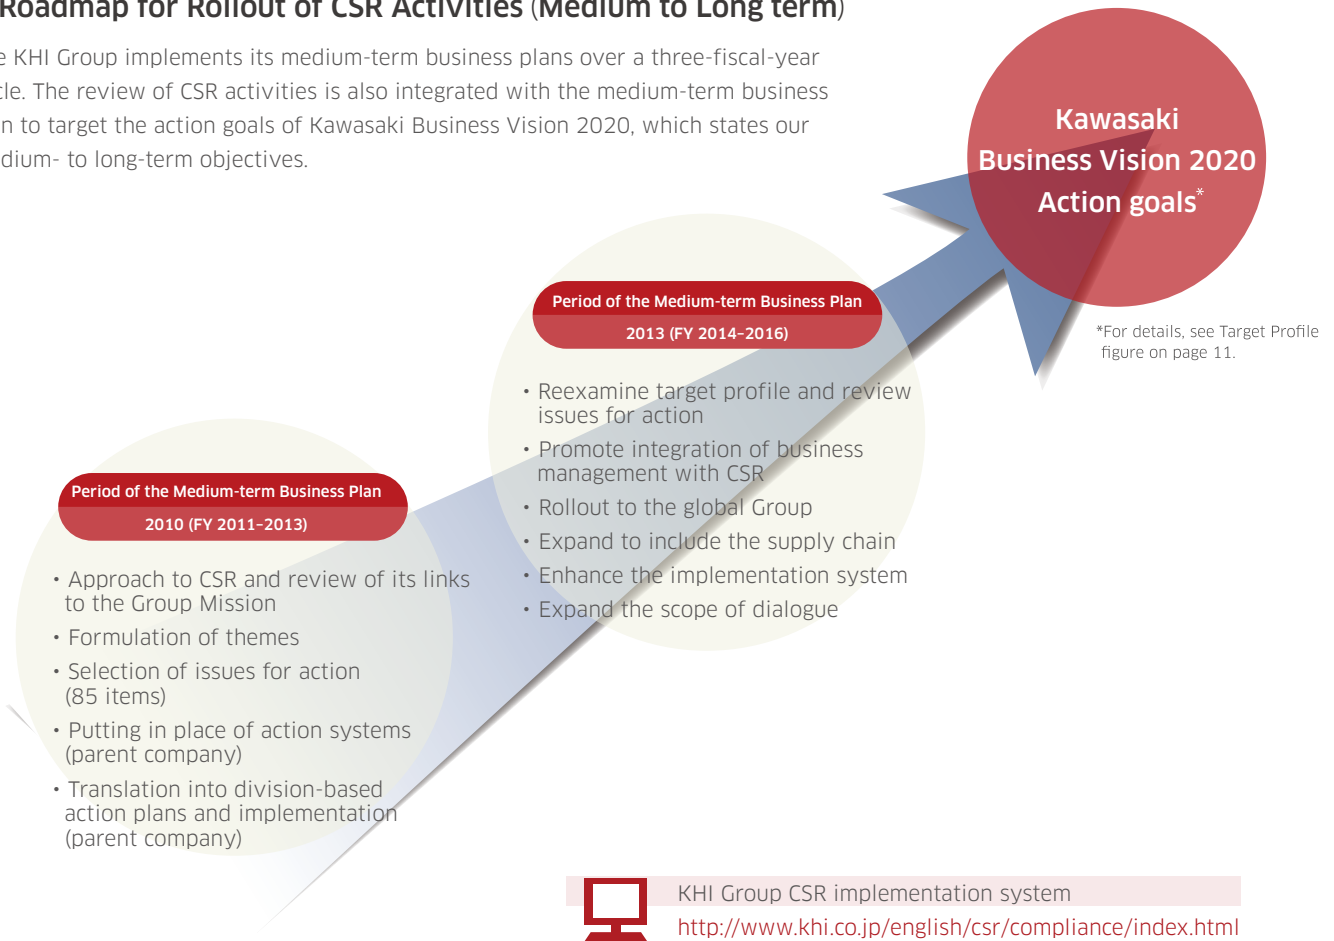 Roadmap for Rollout of CSR Activities (Medium to Long term)
KHI Group implements its medium-term business plans over a three-fiscal-year
The review of CSR activities is also integrated with the medium-term business
to target the action goals of Kawasaki Business Vision 2020, which states our
to long-term objectives.
Kawasaki
Business Vision 2020
Action goals*
*For details, see Target Profile
figure on page 11.
Period of the Medium-term Business Plan
2013 (FY 2014–2016)
• Reexamine target profile and review
issues for action
• Promote integration of business
management with CSR
• Rollout to the global Group
• Expand to include the supply chain
• Enhance the implementation system
• Expand the scope of dialogue
Period of the Medium-term Business Plan
2010 (FY 2011–2013)
• Approach to CSR and review of its links
to the Group Mission
• Formulation of themes
• Selection of issues for action
(85 items)
• Putting in place of action systems
(parent company)
• Translation into division-based
action plans and implementation
(parent company)
KHI Group CSR implementation system
http://www.khi.co.jp/english/csr/compliance/index.html